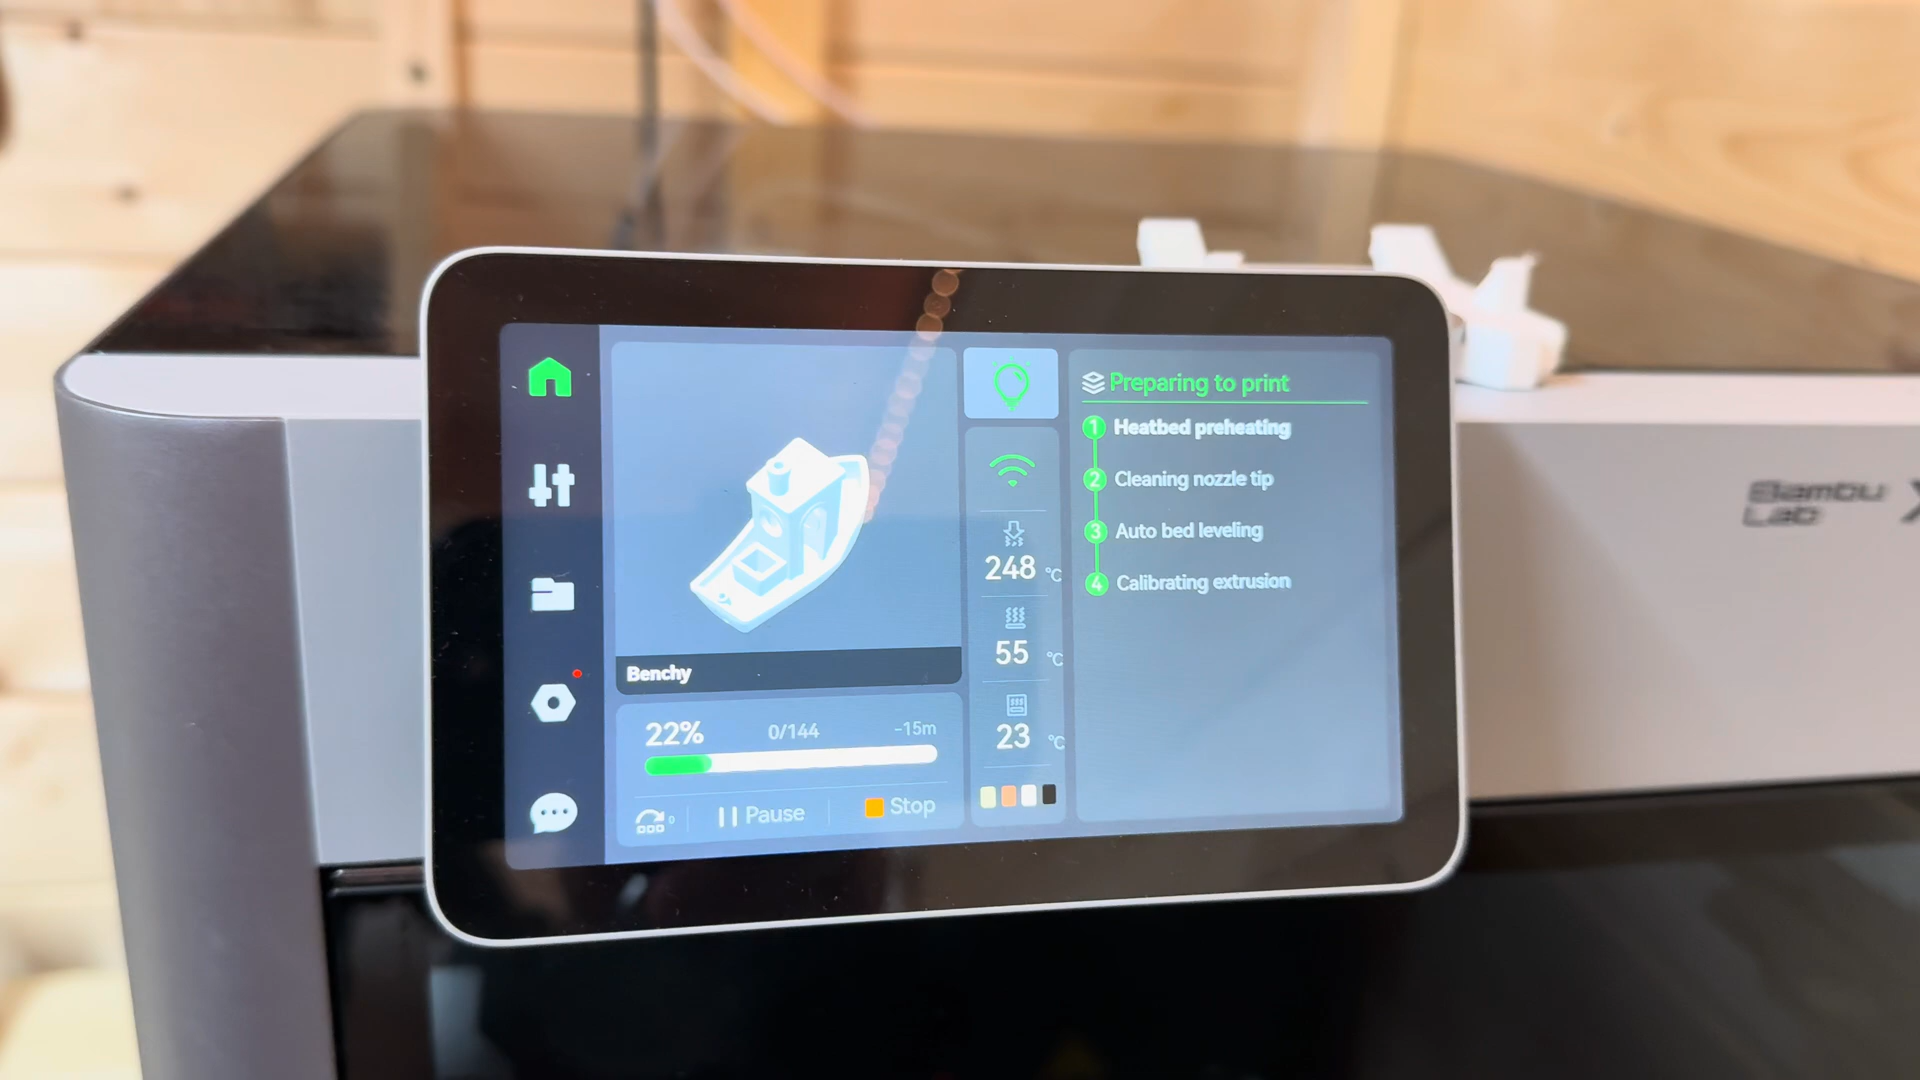 Preparing to print
1 Heatbed preheating
2 Cleaning nozzle tip
3 Auto bed leveling
4 Calibrating extrusion
248 °C
55 °C
23 °C
Benchy
22% 0/144 -15m
0 Pause Stop
Bambu
Lab X